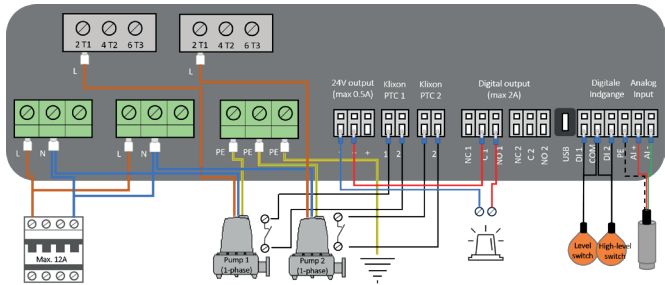 2 T1 4 T2 6 T3
2 T1 4 T2 6 T3
L
L
24V output
(max 0.5A)
Klixon
PTC 1
Klixon
PTC 2
Digital output
(max 2A)
Digitale
Indgange
Analog
Input
L
N
L
N
PE
PE
PE
-
-
+
1
2
1
2
NC 1
C 1
NO 1
NC 2
C 2
NO 2
USB
DI 1
COM
DI 2
PE
AI +
AI -
Max. 12A
Pump 1
(1-phase)
Pump 2
(1-phase)
Level
switch
High-level
switch